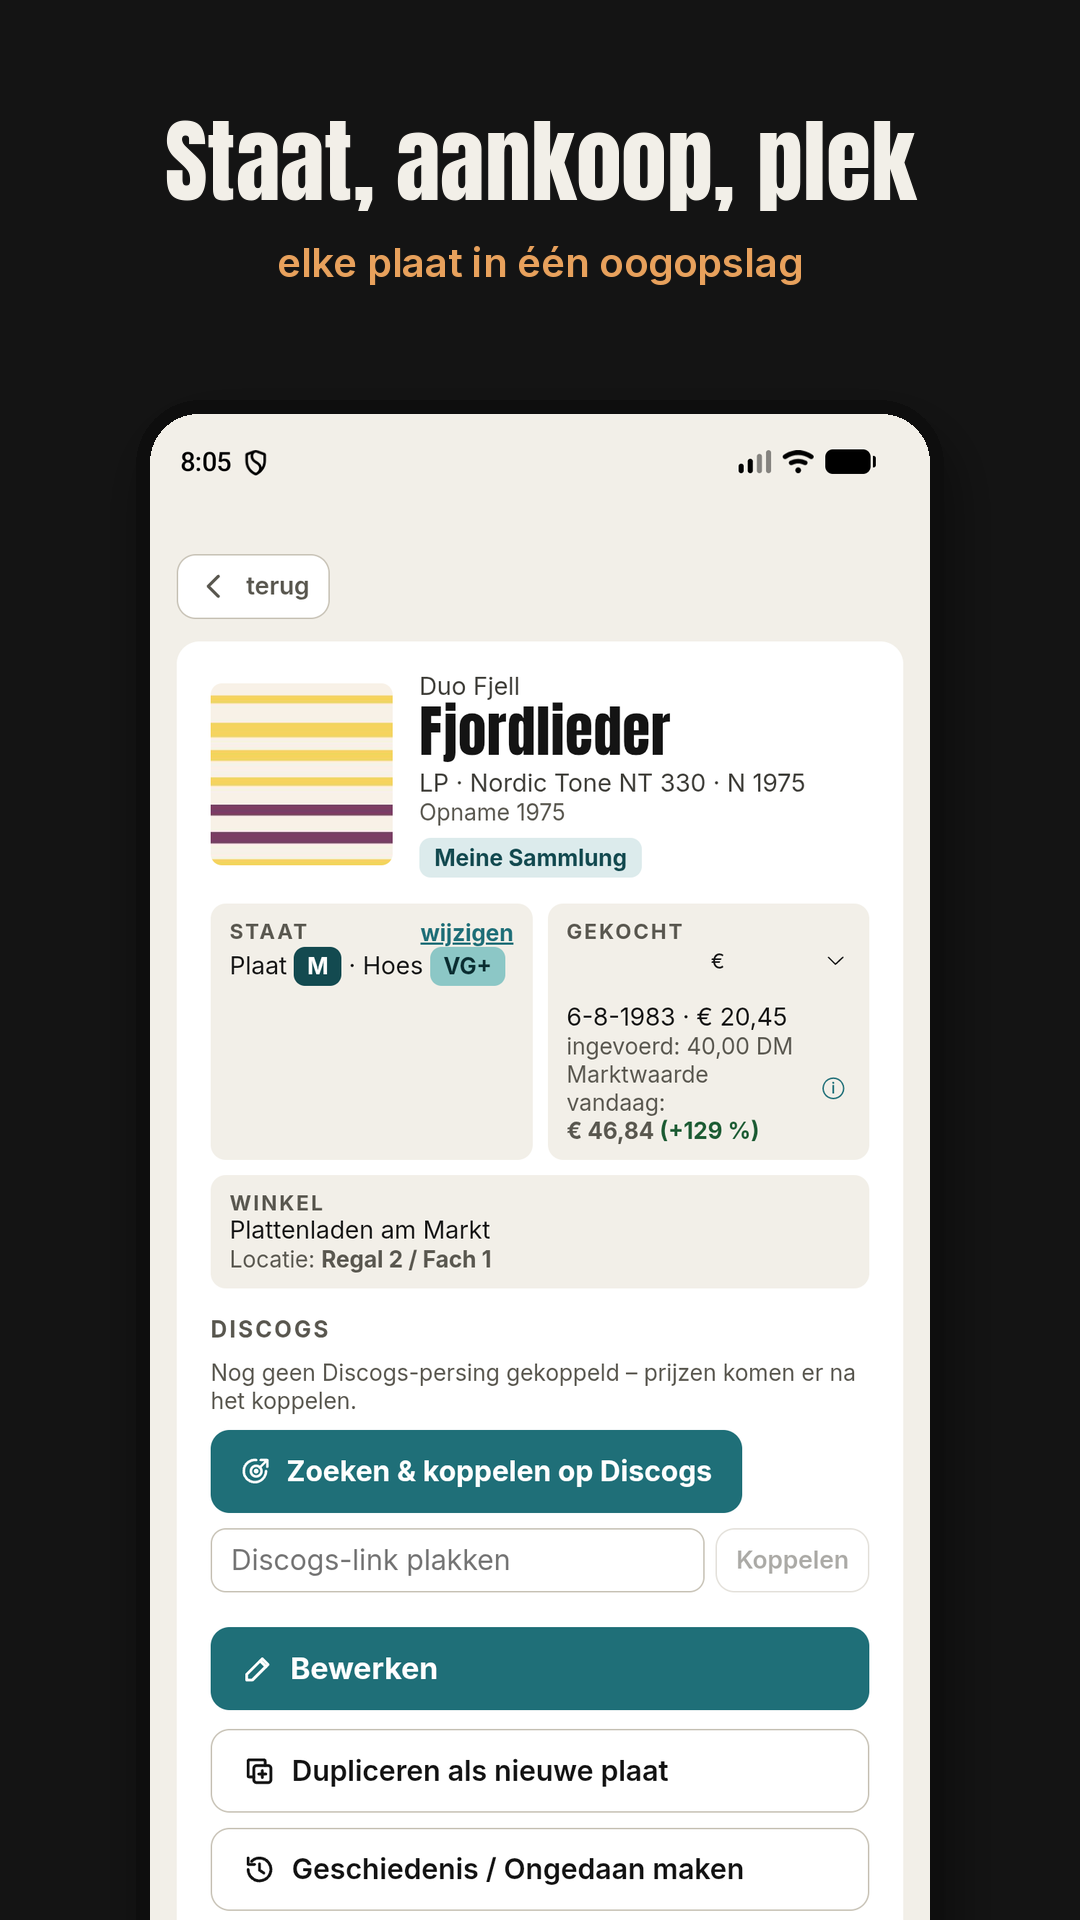 Staat, aankoop, plek
elke plaat in één oogopslag
8:05
terug
Duo Fjell
Fjordlieder
LP · Nordic Tone NT 330 · N 1975
Opname 1975
Meine Sammlung
STAAT wijzigen
Plaat M · Hoes VG+
GEKOCHT
€
6-8-1983 · € 20,45
ingevoerd: 40,00 DM
Marktwaarde
vandaag:
€ 46,84 (+129 %)
WINKEL
Plattenladen am Markt
Locatie: Regal 2 / Fach 1
DISCOGS
Nog geen Discogs-persing gekoppeld – prijzen komen er na
het koppelen.
Zoeken & koppelen op Discogs
Discogs-link plakken
Koppelen
Bewerken
Dupliceren als nieuwe plaat
Geschiedenis / Ongedaan maken